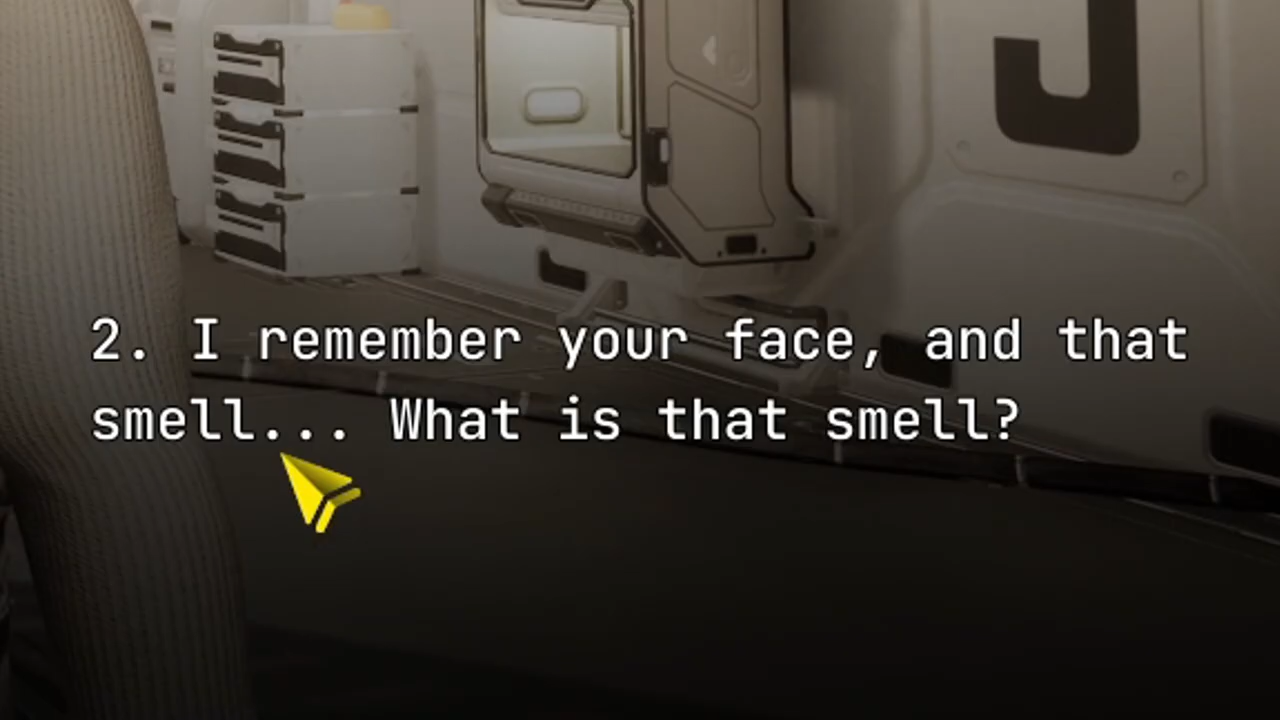 J
2. I remember your face, and that
smell... What is that smell?